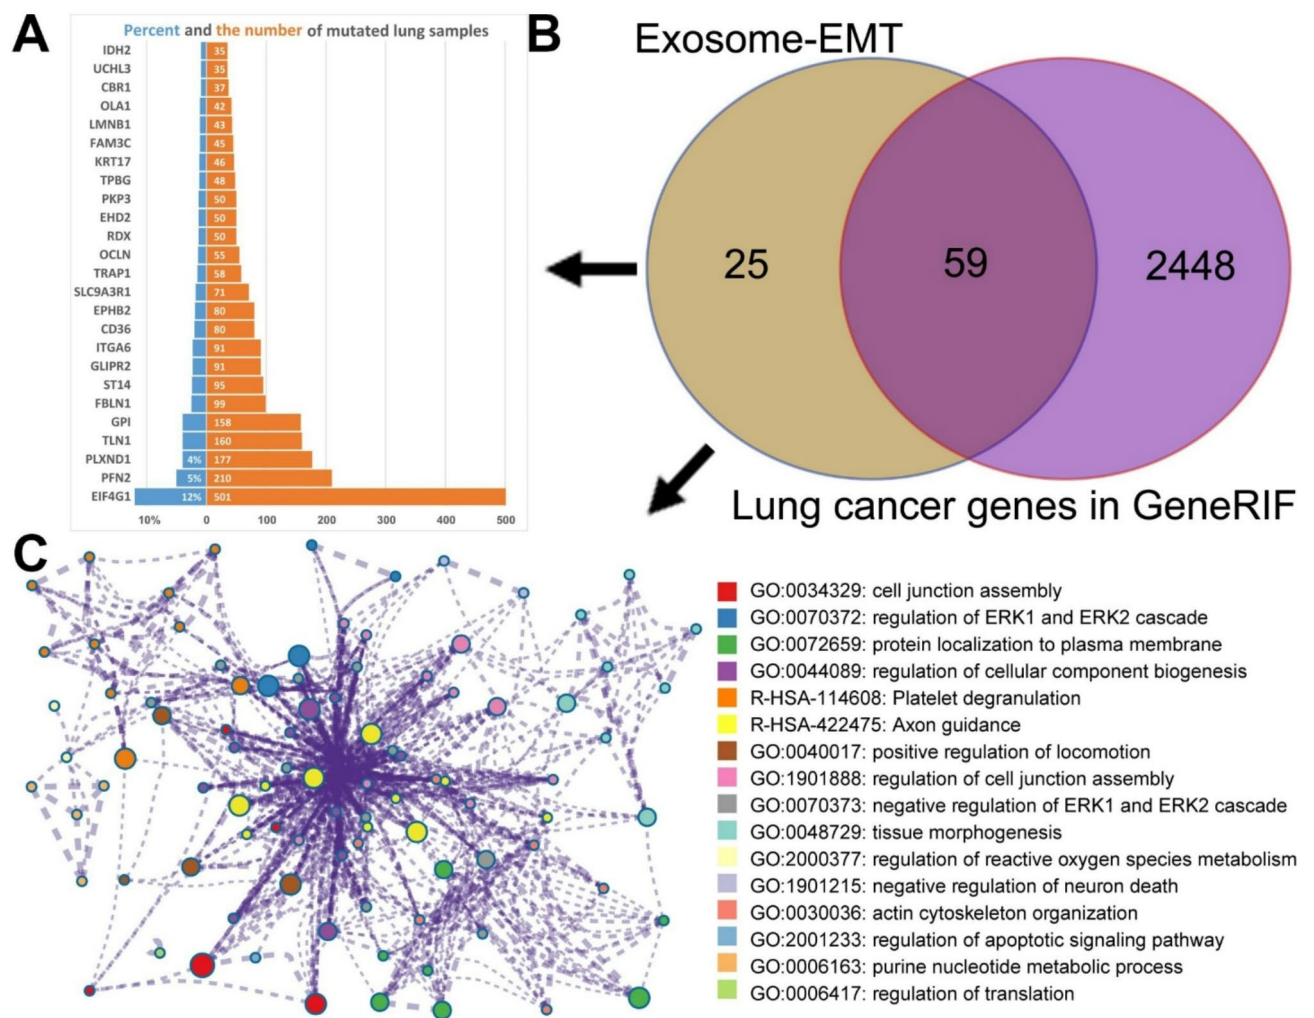 A
Percent and the number of mutated lung samples
IDH2 35
UCHL3 35
CBR1 37
OLA1 42
LMNB1 43
FAM3C 45
KRT17 46
TPBG 48
PKP3 50
EHD2 50
RDX 50
OCLN 55
TRAP1 58
SLC9A3R1 71
EPHB2 80
CD36 80
ITGA6 91
GLIPR2 91
ST14 95
FBLN1 99
GPI 158
TLN1 160
PLXND1 4% 177
PFN2 5% 210
EIF4G1 12% 501
10% 0 100 200 300 400 500
B
Exosome-EMT
25 59 2448
Lung cancer genes in GeneRIF
C
GO:0034329: cell junction assembly
GO:0070372: regulation of ERK1 and ERK2 cascade
GO:0072659: protein localization to plasma membrane
GO:0044089: regulation of cellular component biogenesis
R-HSA-114608: Platelet degranulation
R-HSA-422475: Axon guidance
GO:0040017: positive regulation of locomotion
GO:1901888: regulation of cell junction assembly
GO:0070373: negative regulation of ERK1 and ERK2 cascade
GO:0048729: tissue morphogenesis
GO:2000377: regulation of reactive oxygen species metabolism
GO:1901215: negative regulation of neuron death
GO:0030036: actin cytoskeleton organization
GO:2001233: regulation of apoptotic signaling pathway
GO:0006163: purine nucleotide metabolic process
GO:0006417: regulation of translation